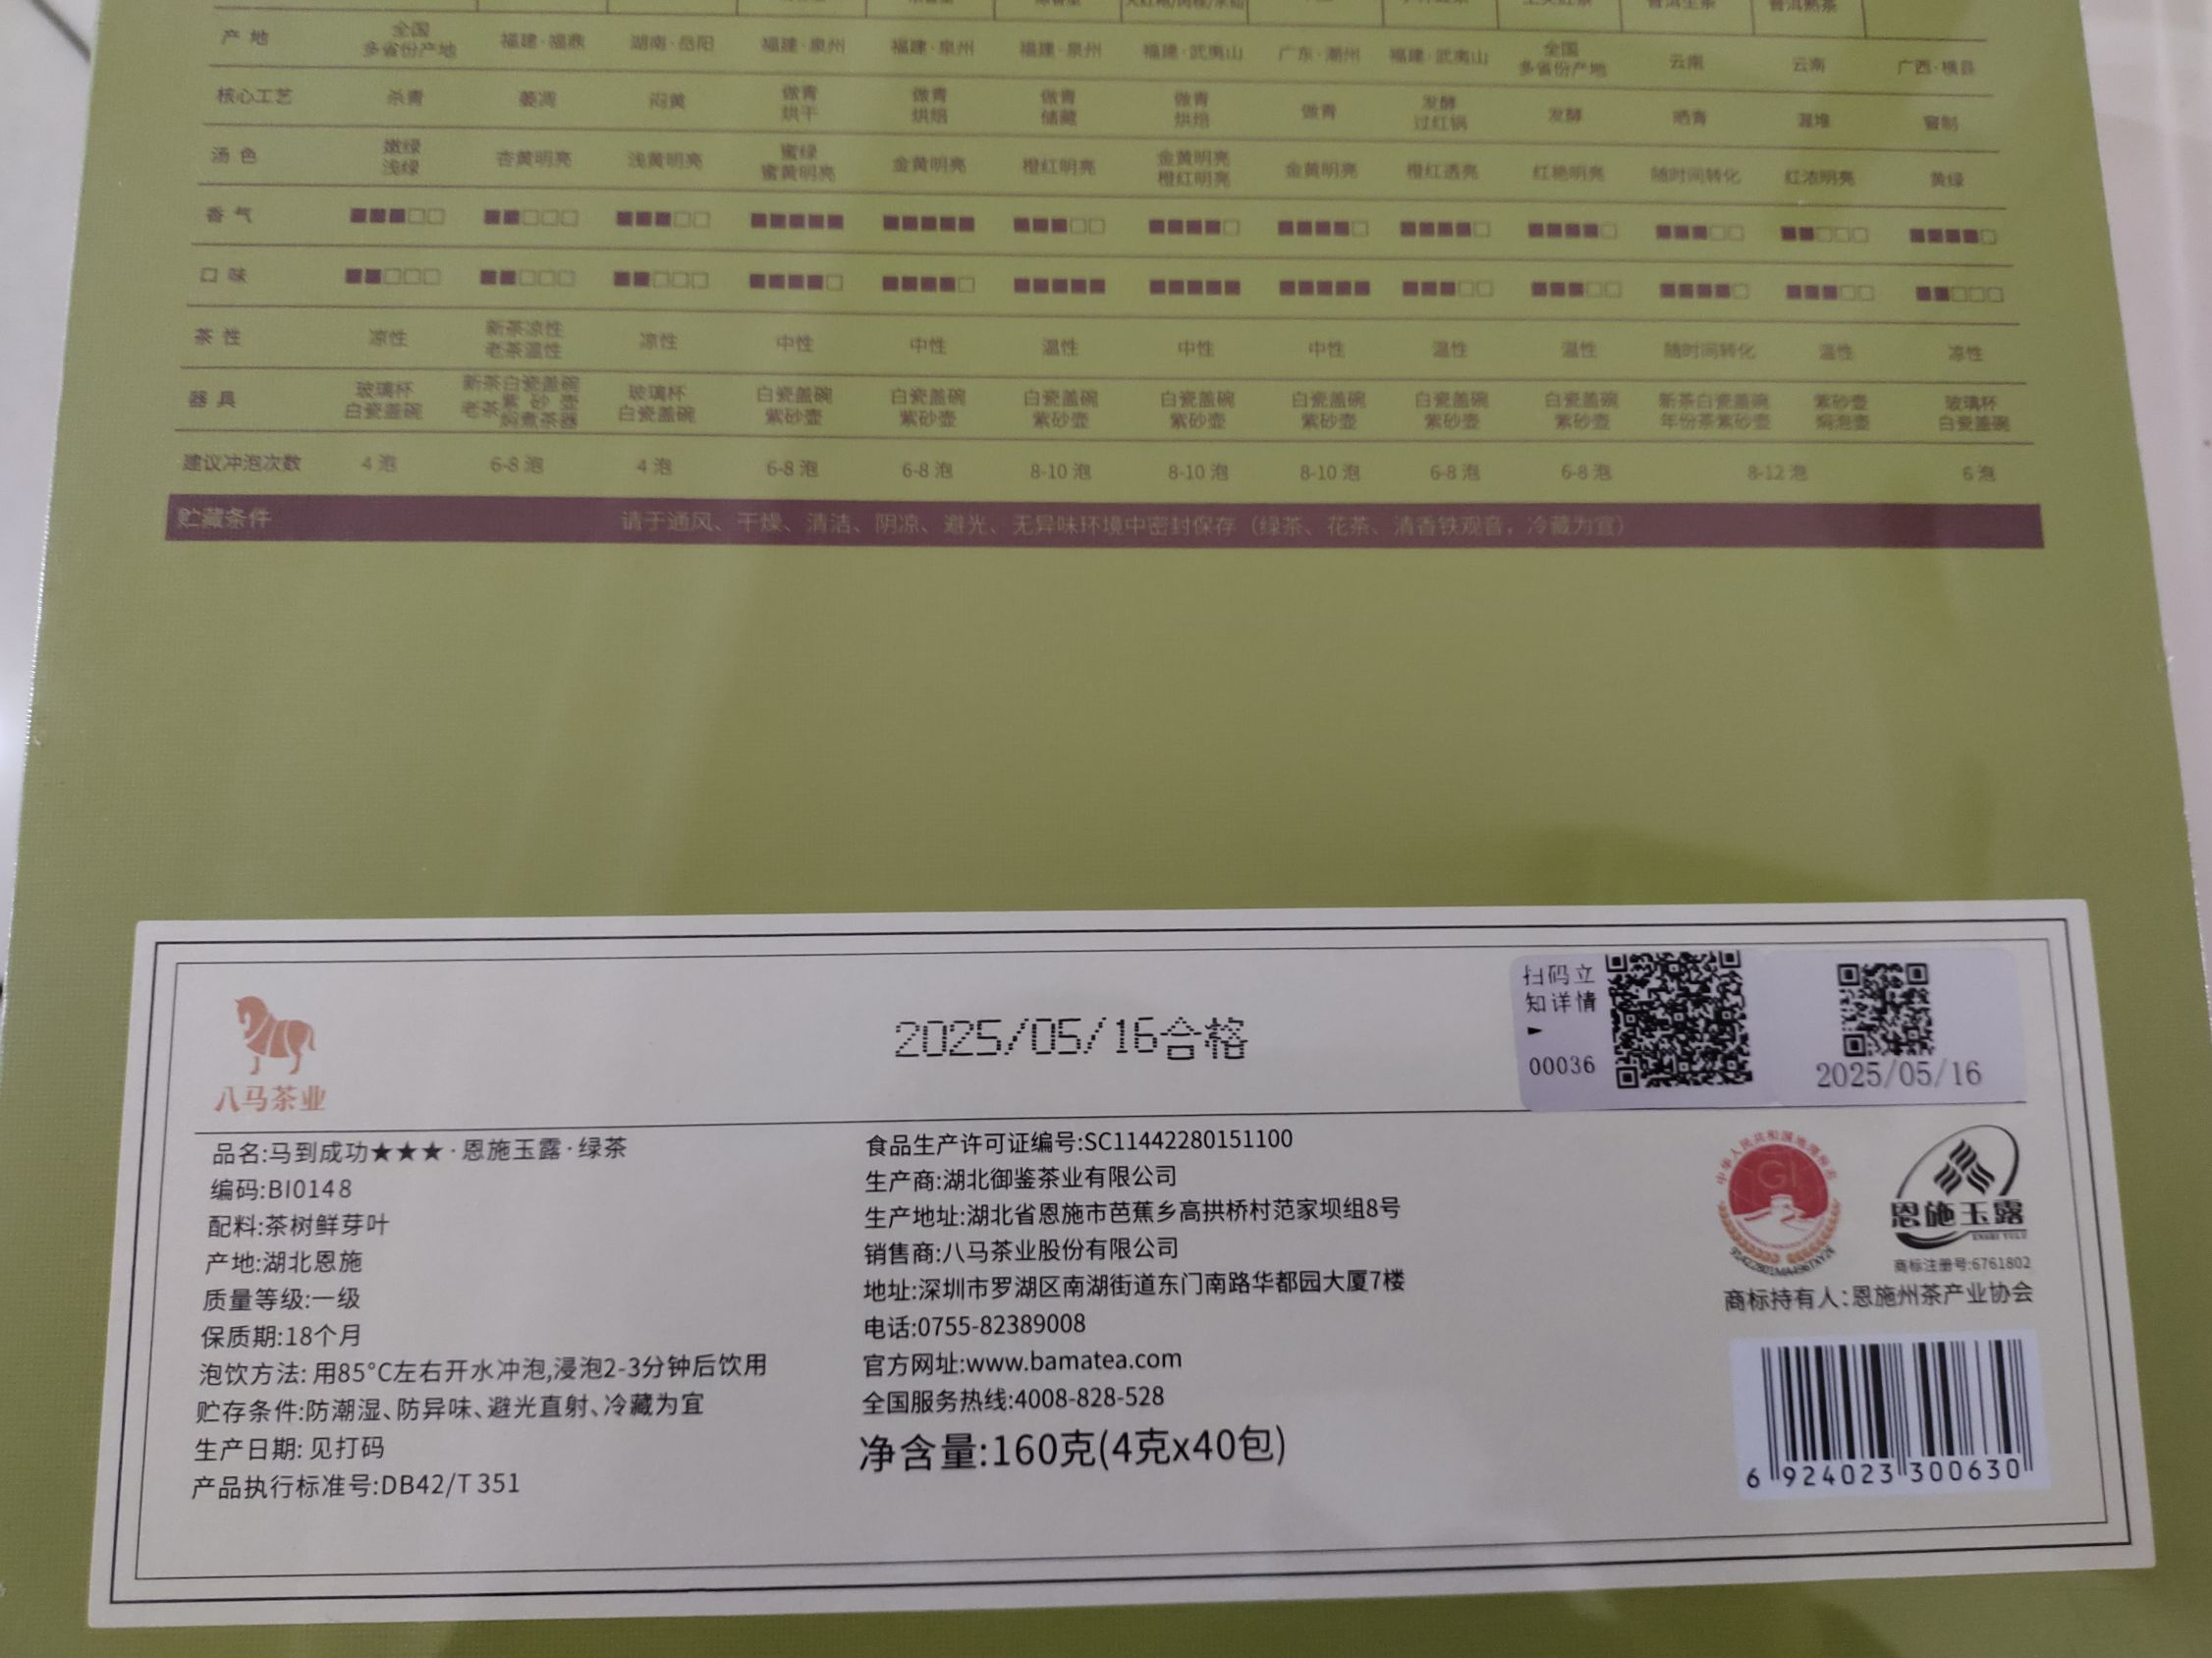 普洱生茶 普洱熟茶
产地 全国 多省份产地 福建·福鼎 湖南·岳阳 福建·泉州 福建·泉州 福建·泉州 福建·武夷山 广东·潮州 福建·武夷山 全国 多省份产地 云南 云南 广西·横县
核心工艺 杀青 萎凋 闷黄 做青 烘干 做青 烘焙 做青 储藏 做青 烘焙 做青 发酵 过红锅 发酵 晒青 渥堆 窨制
汤色 嫩绿 浅绿 杏黄明亮 浅黄明亮 蜜绿 蜜黄明亮 金黄明亮 橙红明亮 金黄明亮 橙红明亮 金黄明亮 橙红透亮 红艳明亮 随时间转化 红浓明亮 黄绿
香气 ■■■□□ ■■□□□ ■■■□□ ■■■■■ ■■■■■ ■■■□□ ■■■■□ ■■■■□ ■■■■□ ■■■■□ ■■■□□ ■■□□□ ■■■■□
口味 ■■□□□ ■■□□□ ■■□□□ ■■■■□ ■■■■□ ■■■■■ ■■■■■ ■■■■■ ■■■□□ ■■■□□ ■■■■□ ■■■□□ ■■□□□
茶性 凉性 新茶凉性 老茶温性 凉性 中性 中性 温性 中性 中性 温性 温性 随时间转化 温性 凉性
器具 玻璃杯 白瓷盖碗 新茶白瓷盖碗 老茶紫砂壶 焖煮茶器 玻璃杯 白瓷盖碗 白瓷盖碗 紫砂壶 白瓷盖碗 紫砂壶 白瓷盖碗 紫砂壶 白瓷盖碗 紫砂壶 白瓷盖碗 紫砂壶 白瓷盖碗 紫砂壶 白瓷盖碗 紫砂壶 新茶白瓷盖碗 年份茶紫砂壶 紫砂壶 焖泡壶 玻璃杯 白瓷盖碗
建议冲泡次数 4泡 6-8泡 4泡 6-8泡 6-8泡 8-10泡 8-10泡 8-10泡 6-8泡 6-8泡 8-12泡 6泡
贮藏条件 请于通风、干燥、清洁、阴凉、避光、无异味环境中密封保存（绿茶、花茶、清香铁观音，冷藏为宜）
八马茶业
2025/05/16合格
扫码立
知详情
►
00036
2025/05/16
品名:马到成功★★★·恩施玉露·绿茶
编码:BI0148
配料:茶树鲜芽叶
产地:湖北恩施
质量等级:一级
保质期:18个月
泡饮方法: 用85°C左右开水冲泡,浸泡2-3分钟后饮用
贮存条件:防潮湿、防异味、避光直射、冷藏为宜
生产日期: 见打码
产品执行标准号:DB42/T 351
食品生产许可证编号:SC11442280151100
生产商:湖北御鉴茶业有限公司
生产地址:湖北省恩施市芭蕉乡高拱桥村范家坝组8号
销售商:八马茶业股份有限公司
地址:深圳市罗湖区南湖街道东门南路华都园大厦7楼
电话:0755-82389008
官方网址:www.bamatea.com
全国服务热线:4008-828-528
净含量:160克(4克x40包)
中华人民共和国地理标志
GI
恩施玉露
ENSHI YULU
商标注册号:6761802
商标持有人:恩施州茶产业协会
6 924023 300630